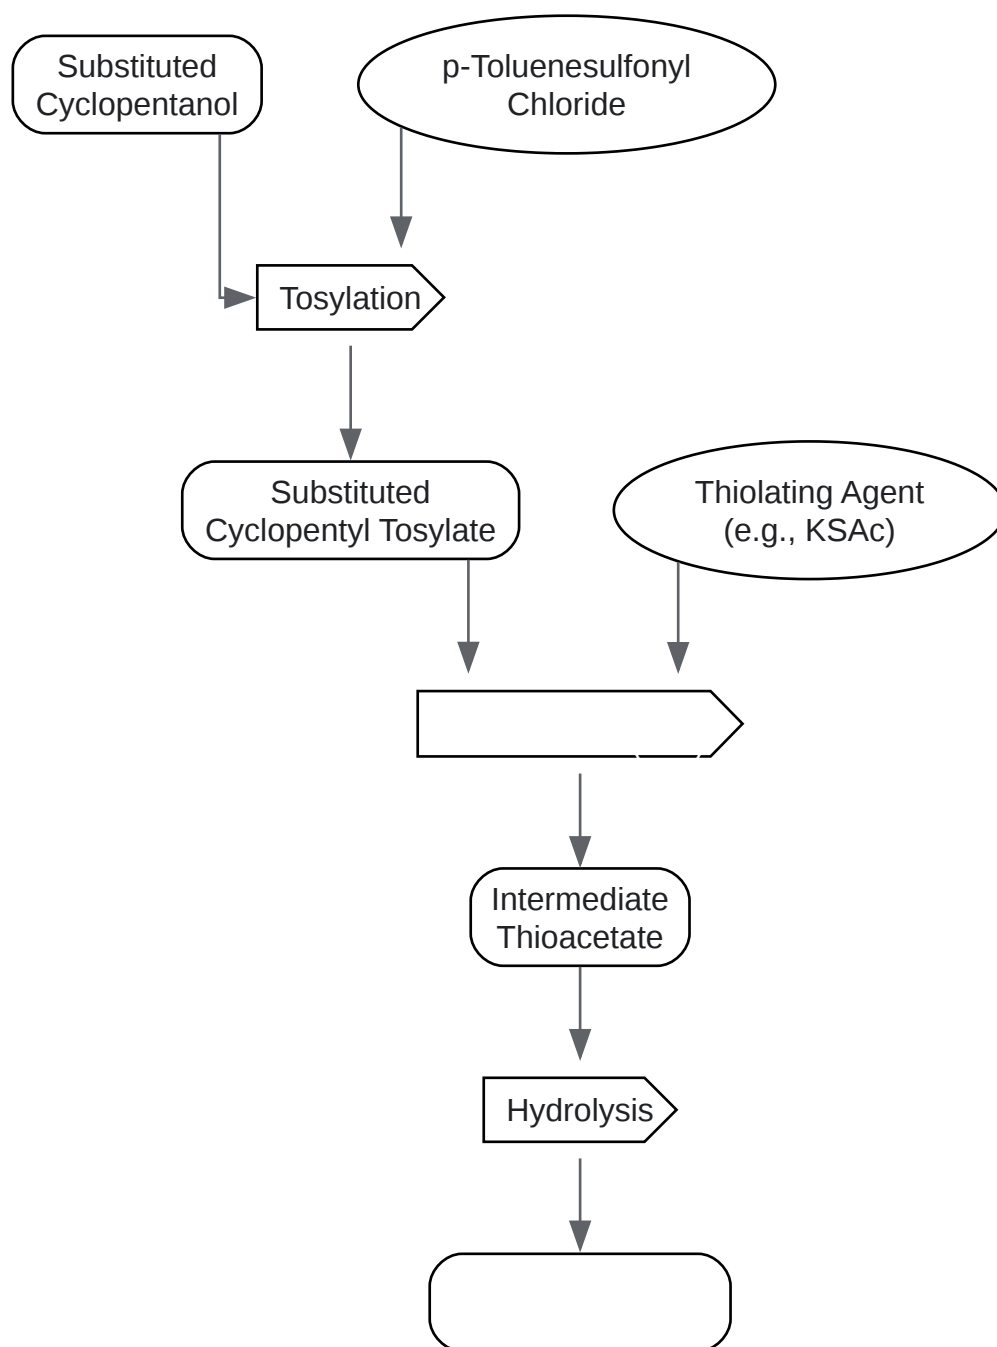 Substituted
Cyclopentanol
p-Toluenesulfonyl
Chloride
Tosylation
Substituted
Cyclopentyl Tosylate
Thiolating Agent
(e.g., KSAc)
Intermediate
Thioacetate
Hydrolysis